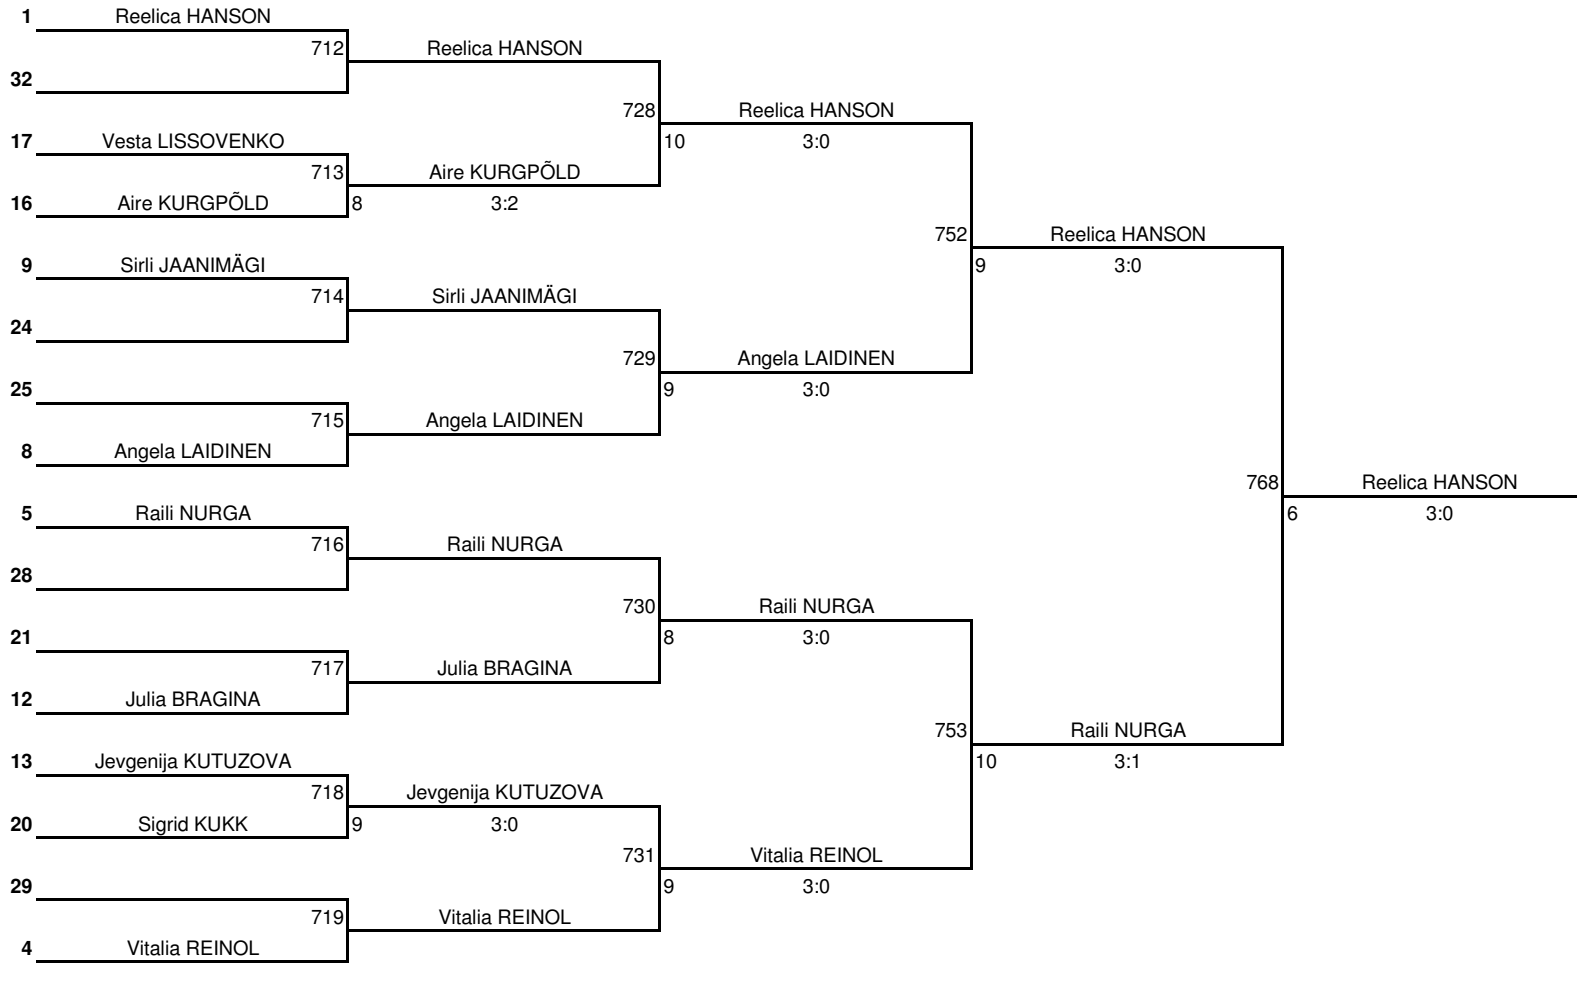 1 Reelica HANSON
712 Reelica HANSON
32
728 Reelica HANSON
17 Vesta LISSOVENKO 10 3:0
713 Aire KURGPÕLD
16 Aire KURGPÕLD 8 3:2
752 Reelica HANSON
9 Sirli JAANIMÄGI 9 3:0
714 Sirli JAANIMÄGI
24
729 Angela LAIDINEN
25 9 3:0
715 Angela LAIDINEN
8 Angela LAIDINEN
768 Reelica HANSON
5 Raili NURGA 6 3:0
716 Raili NURGA
28
730 Raili NURGA
21 8 3:0
717 Julia BRAGINA
12 Julia BRAGINA
753 Raili NURGA
13 Jevgenija KUTUZOVA 10 3:1
718 Jevgenija KUTUZOVA
20 Sigrid KUKK 9 3:0
731 Vitalia REINOL
29 9 3:0
719 Vitalia REINOL
4 Vitalia REINOL